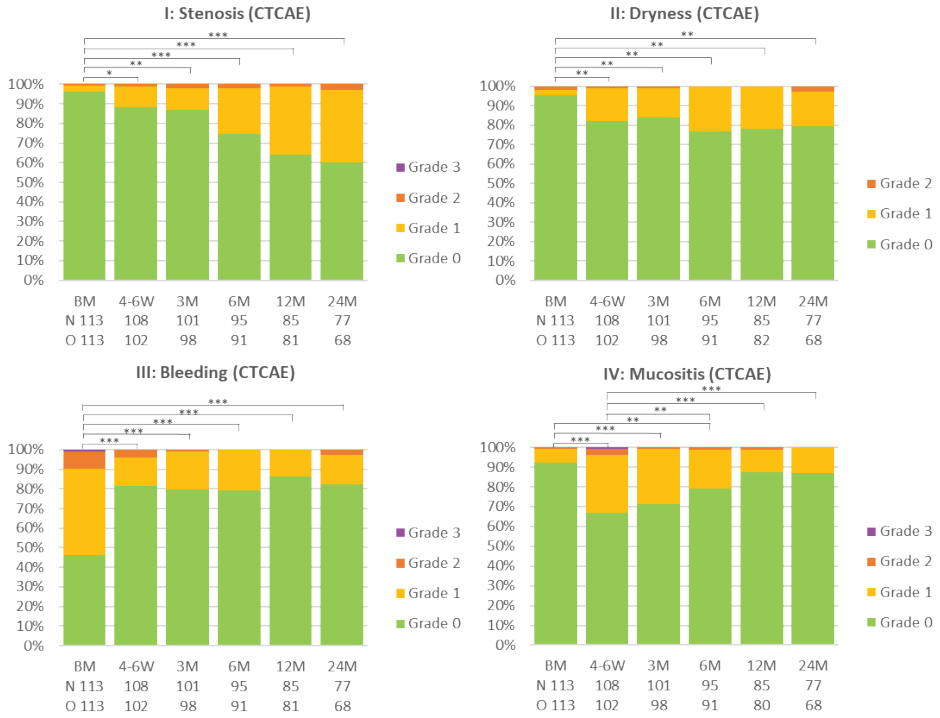 I: Stenosis (CTCAE)
***
***
***
**
*
100%
90%
80%
70%
60%
50%
40%
30%
20%
10%
0%
Grade 3
Grade 2
Grade 1
Grade 0
BM 4-6W 3M 6M 12M 24M
N 113 108 101 95 85 77
O 113 102 98 91 81 68
II: Dryness (CTCAE)
**
**
**
**
**
100%
90%
80%
70%
60%
50%
40%
30%
20%
10%
0%
Grade 2
Grade 1
Grade 0
BM 4-6W 3M 6M 12M 24M
N 113 108 101 95 85 77
O 113 102 98 91 82 68
III: Bleeding (CTCAE)
***
***
***
***
***
100%
90%
80%
70%
60%
50%
40%
30%
20%
10%
0%
Grade 3
Grade 2
Grade 1
Grade 0
BM 4-6W 3M 6M 12M 24M
N 113 108 101 95 85 77
O 113 102 98 91 81 68
IV: Mucositis (CTCAE)
***
***
**
**
***
***
100%
90%
80%
70%
60%
50%
40%
30%
20%
10%
0%
Grade 3
Grade 2
Grade 1
Grade 0
BM 4-6W 3M 6M 12M 24M
N 113 108 101 95 85 77
O 113 102 98 91 80 68